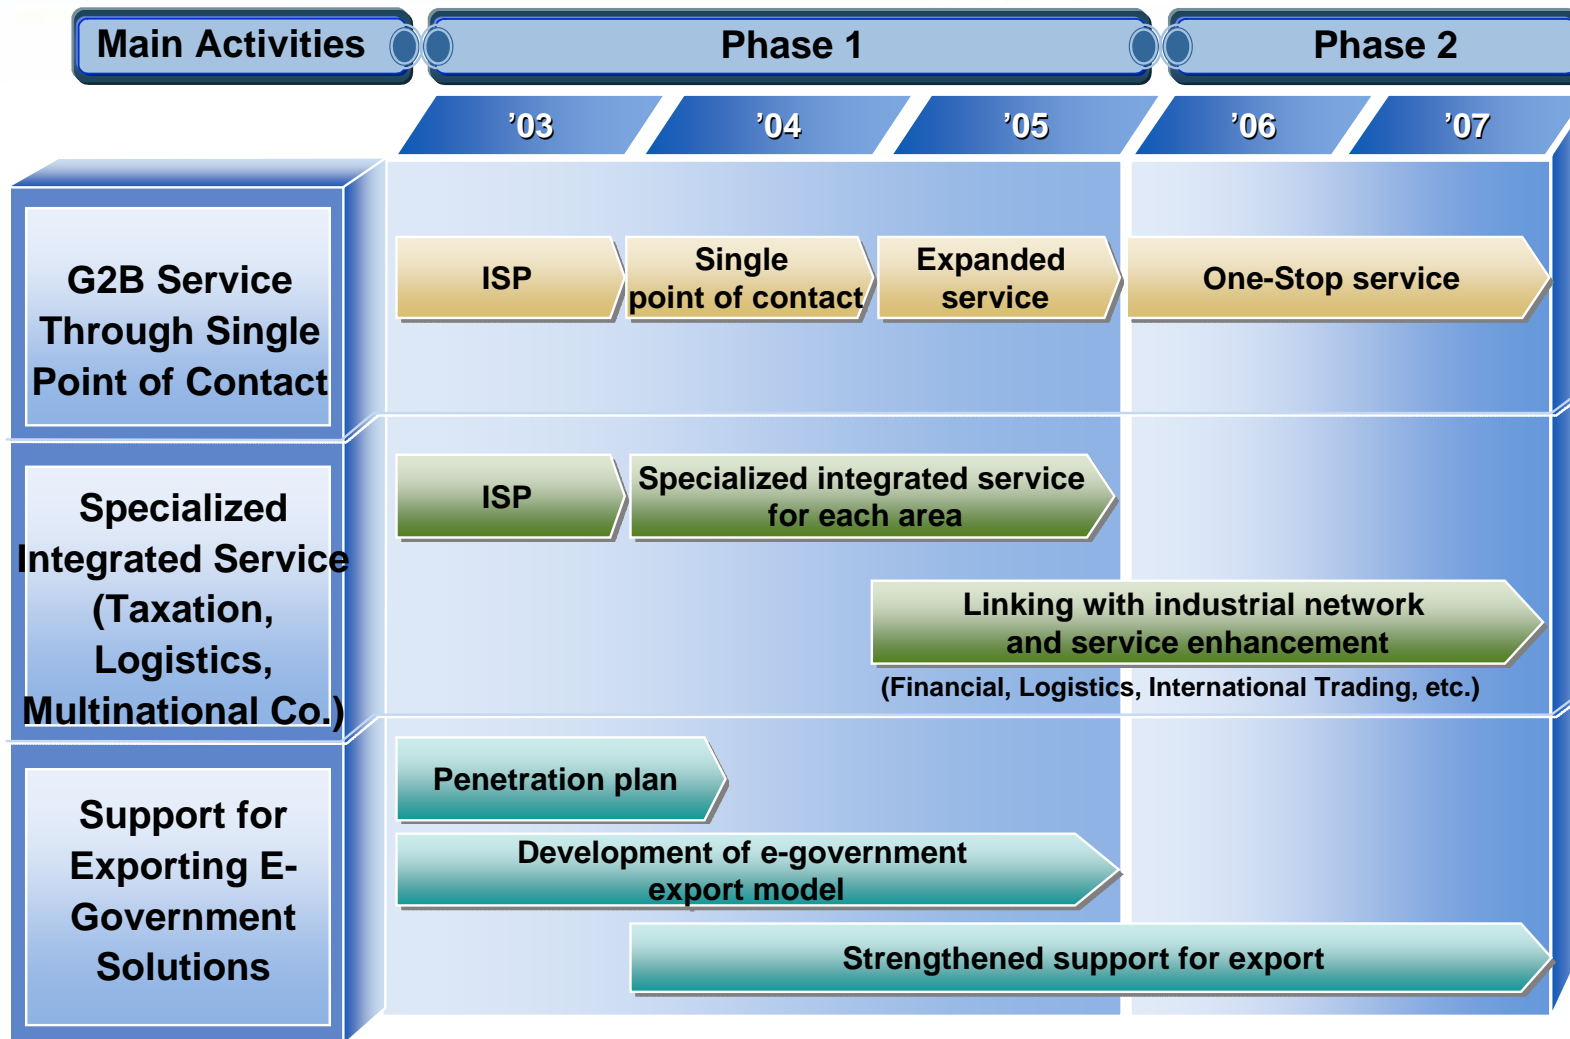 Main Activities
Phase 1
Phase 2
’03
’04
’05
’06
’07
G2B Service
Through Single
Point of Contact
ISP
Single
point of contact
Expanded
service
One-Stop service
Specialized
Integrated Service
(Taxation,
Logistics,
Multinational Co.)
ISP
Specialized integrated service
for each area
Linking with industrial network
and service enhancement
(Financial, Logistics, International Trading, etc.)
Support for
Exporting E-
Government
Solutions
Penetration plan
Development of e-government
export model
Strengthened support for export